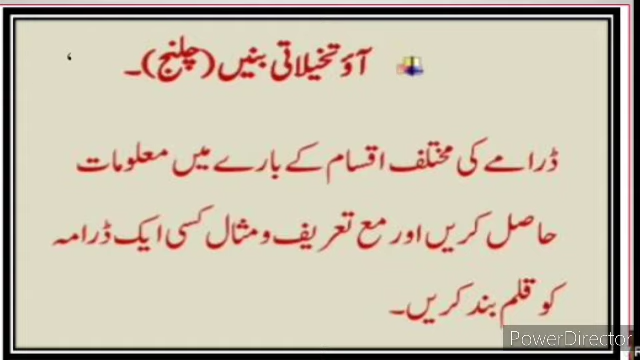 آؤ تخیلاتی بنیں (چلنج)۔
ڈرامے کی مختلف اقسام کے بارے میں معلومات
حاصل کریں اور مع تعریف و مثال کسی ایک ڈرامہ
کو قلم بند کریں۔
PowerDirector